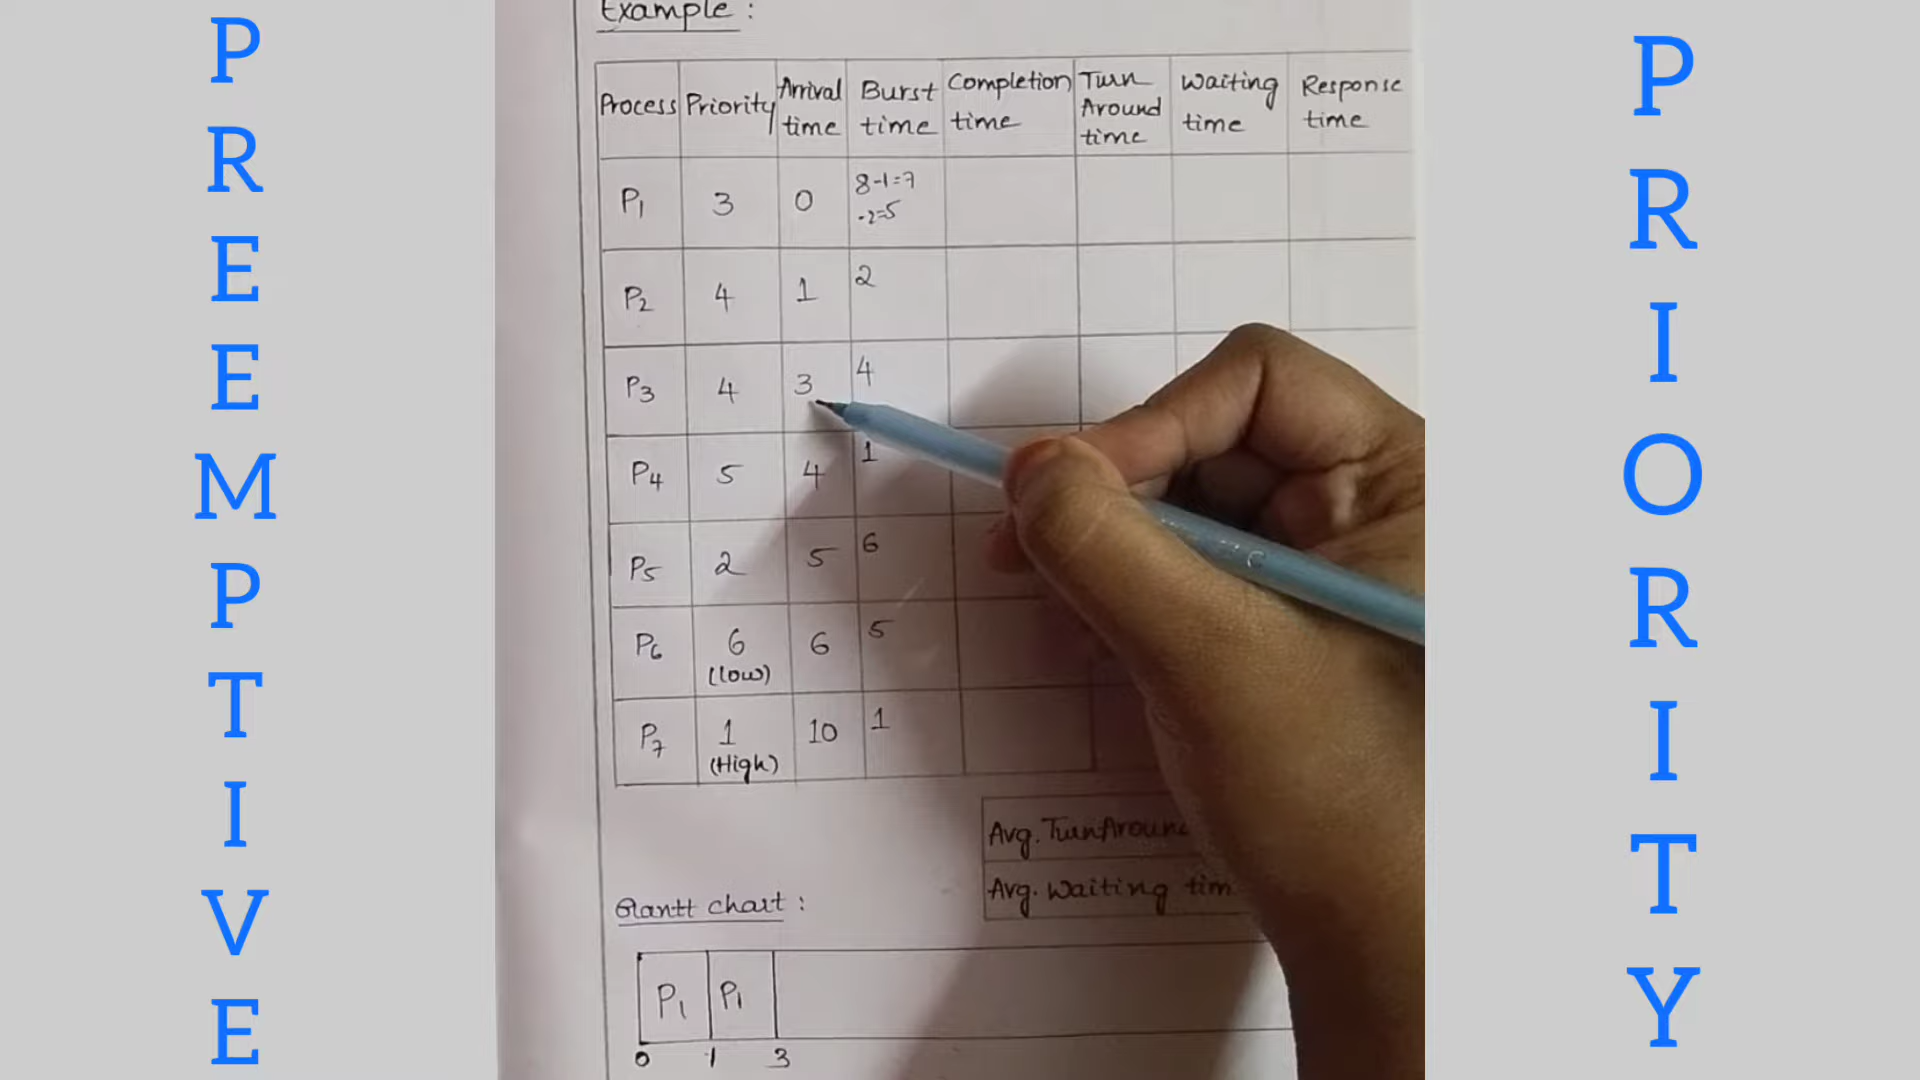 PREEMPTIVE
Example :
Process Priority Arrival time Burst time Completion time Turn Around time Waiting time Response time
P1 3 0 8-1=7
-2=5
P2 4 1 2
P3 4 3 4
P4 5 4 1
P5 2 5 6
P6 6 (low) 6 5
P7 1 (High) 10 1
Avg. TurnAround
Avg. Waiting tim
Gantt chart :
P1 P1
0 1 3
PRIORITY